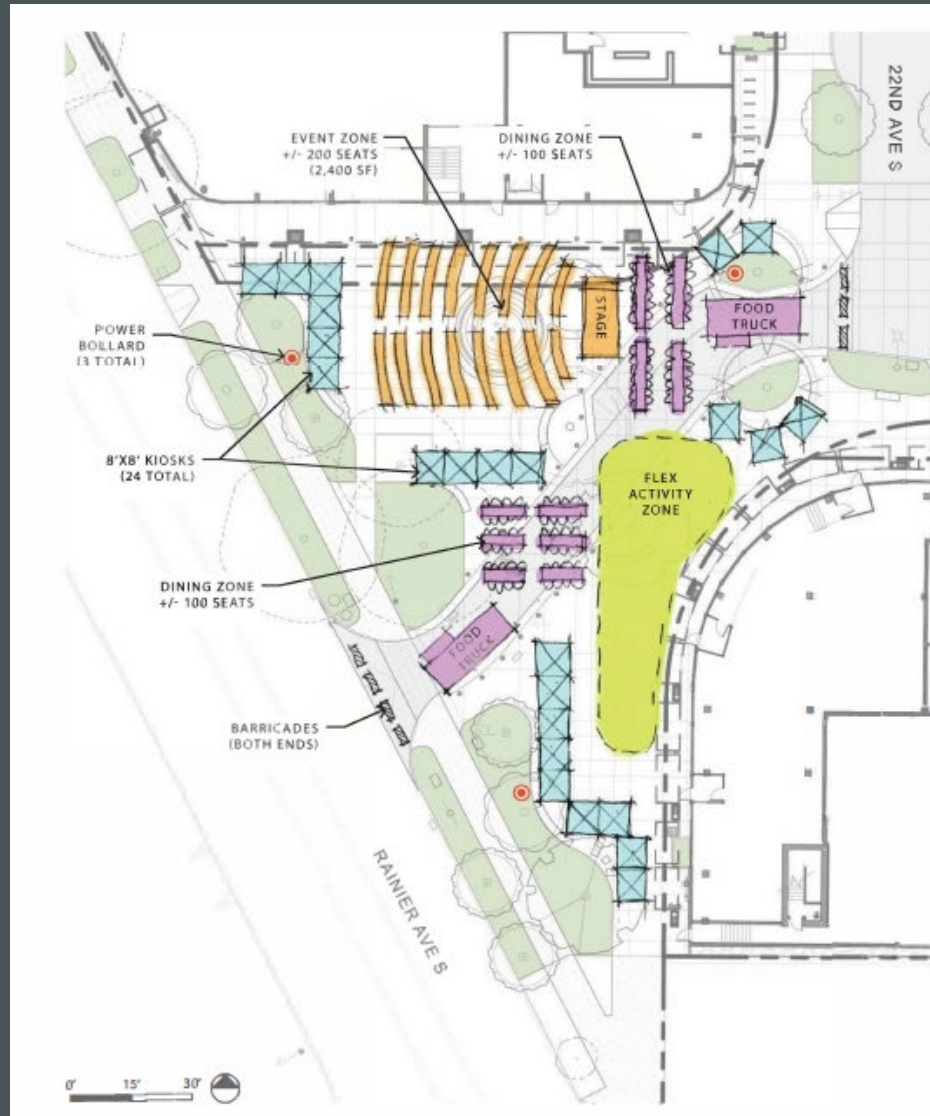 22ND AVE S
EVENT ZONE
+/- 200 SEATS
(2,400 SF)
DINING ZONE
+/- 100 SEATS
POWER
BOLLARD
(3 TOTAL)
STAGE
FOOD
TRUCK
8'X8' KIOSKS
(24 TOTAL)
FLEX
ACTIVITY
ZONE
DINING ZONE
+/- 100 SEATS
FOOD
TRUCK
BARRICADES
(BOTH ENDS)
RAINIER AVE S
0' 15' 30'